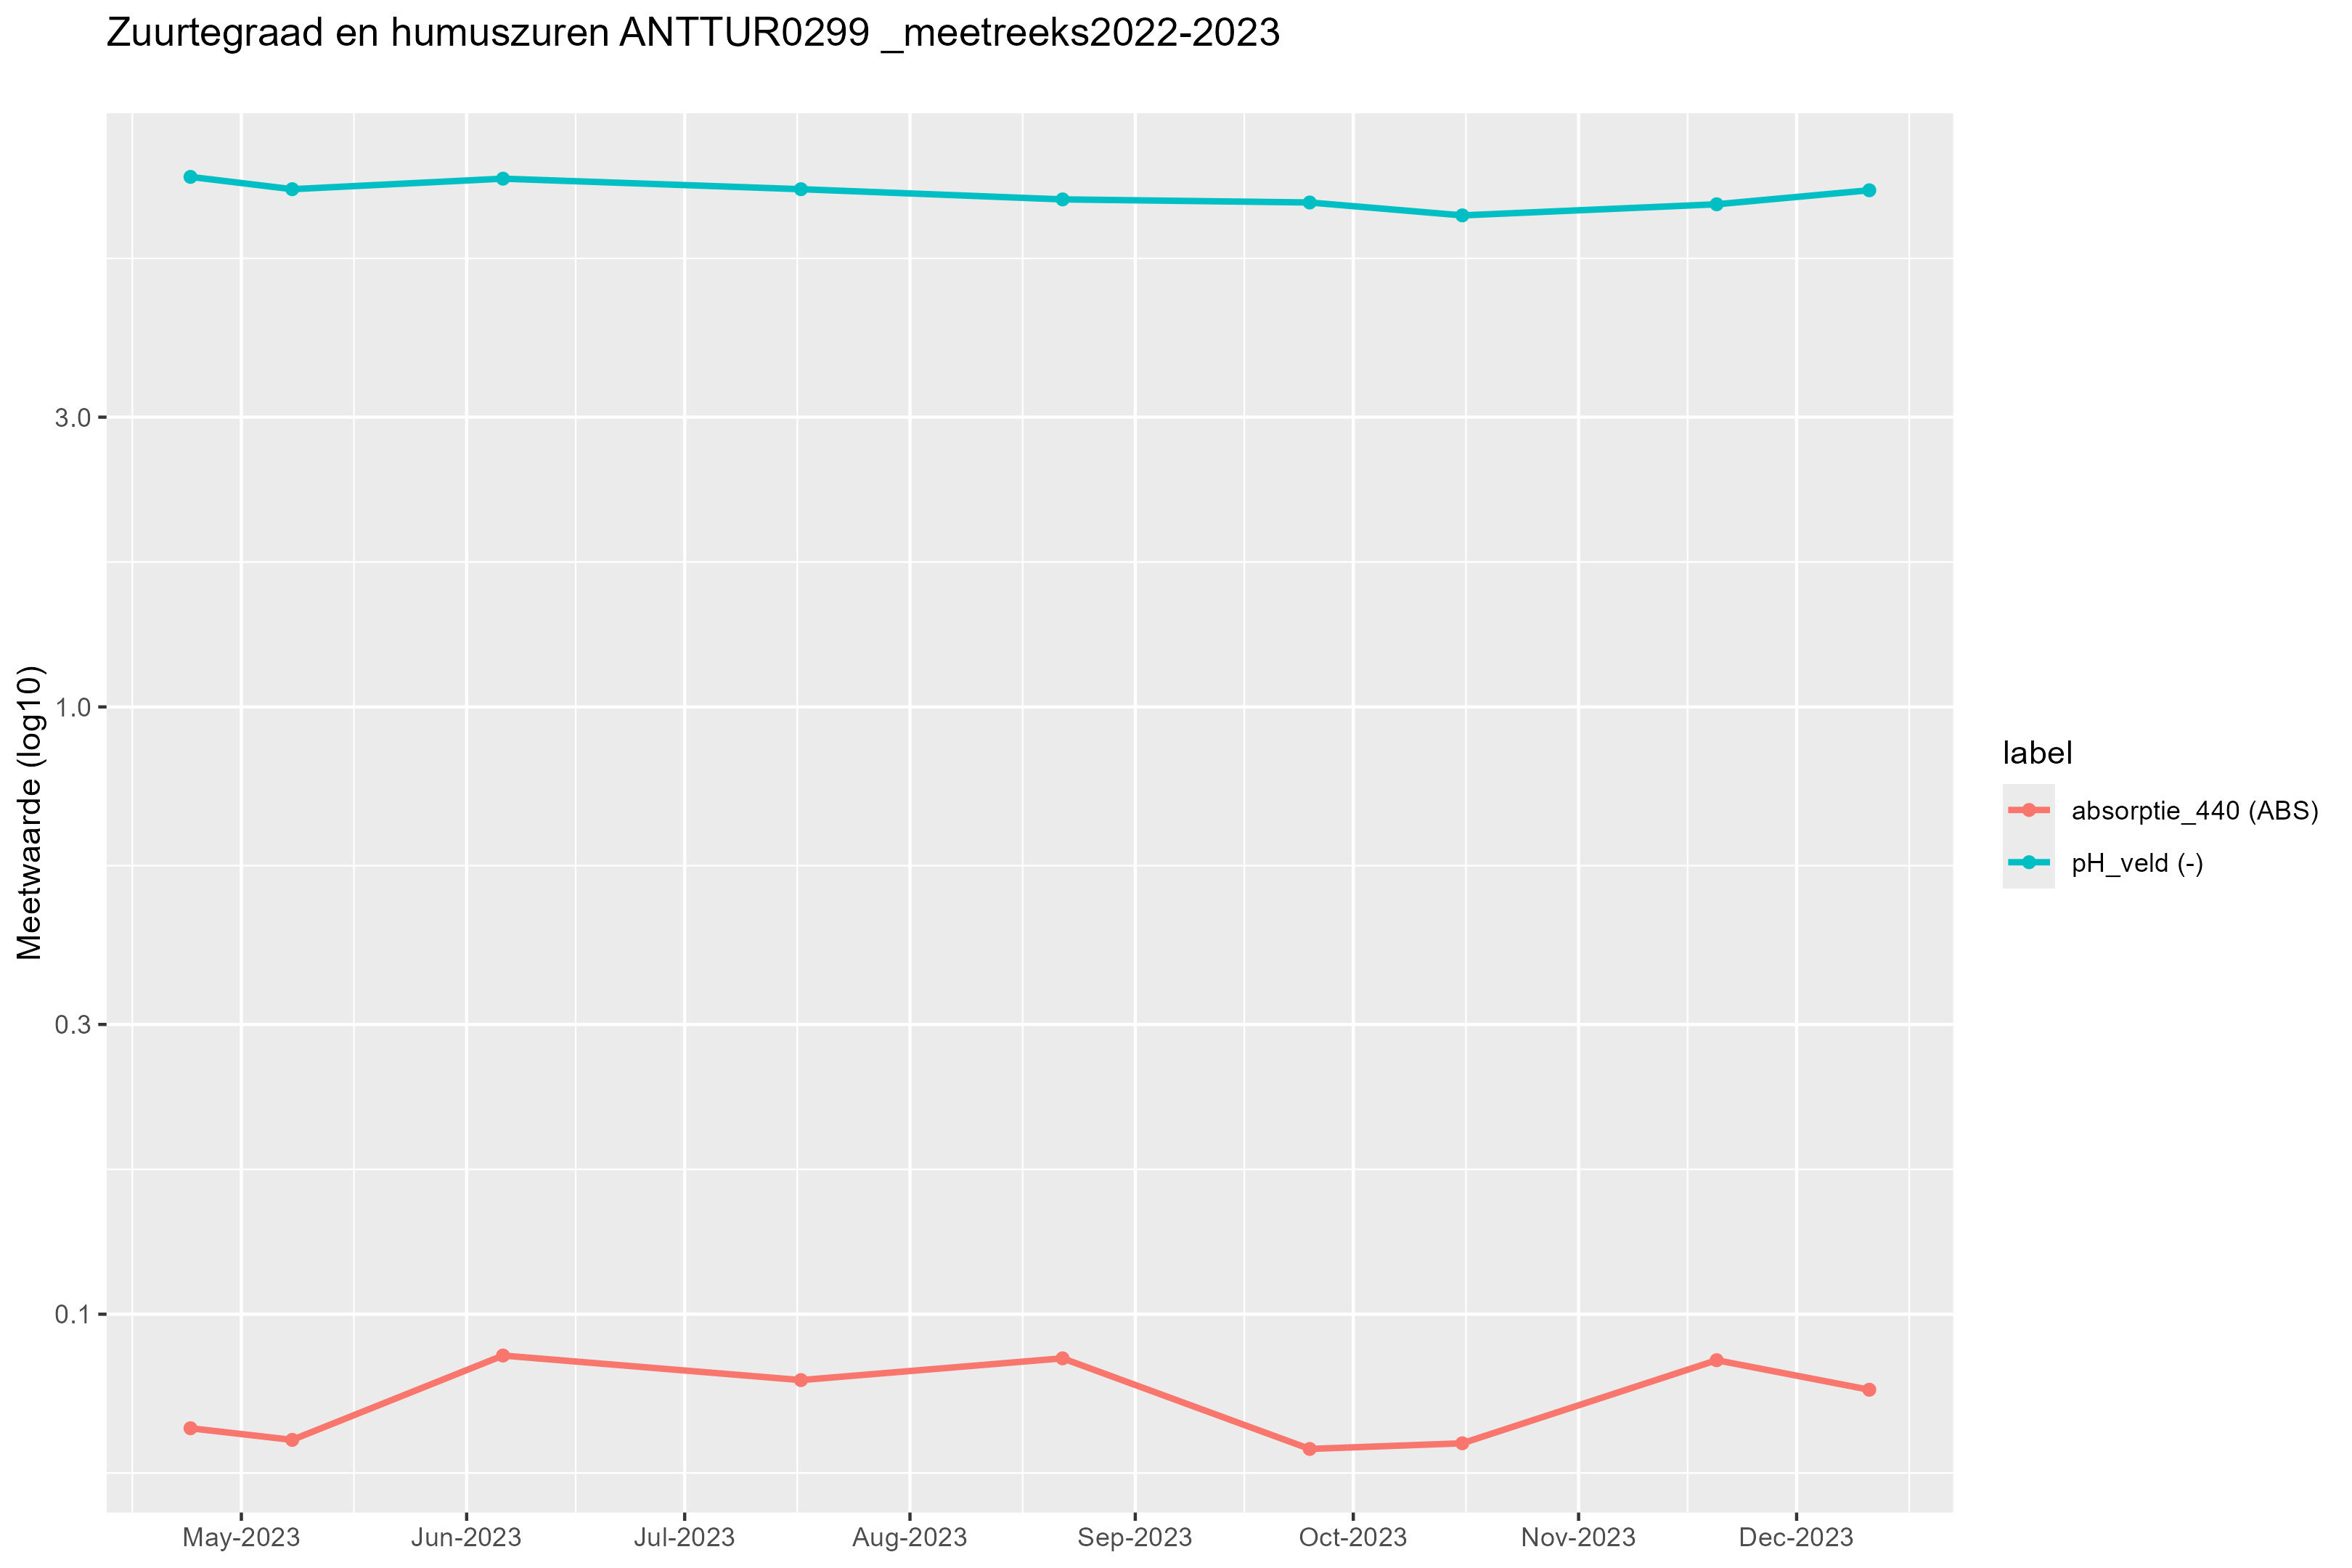 Zuurtegraad en humuszuren ANTTUR0299 _meetreeks2022-2023
Meetwaarde (log10)
3.0
1.0
0.3
0.1
May-2023
Jun-2023
Jul-2023
Aug-2023
Sep-2023
Oct-2023
Nov-2023
Dec-2023
label
absorptie_440 (ABS)
pH_veld (-)